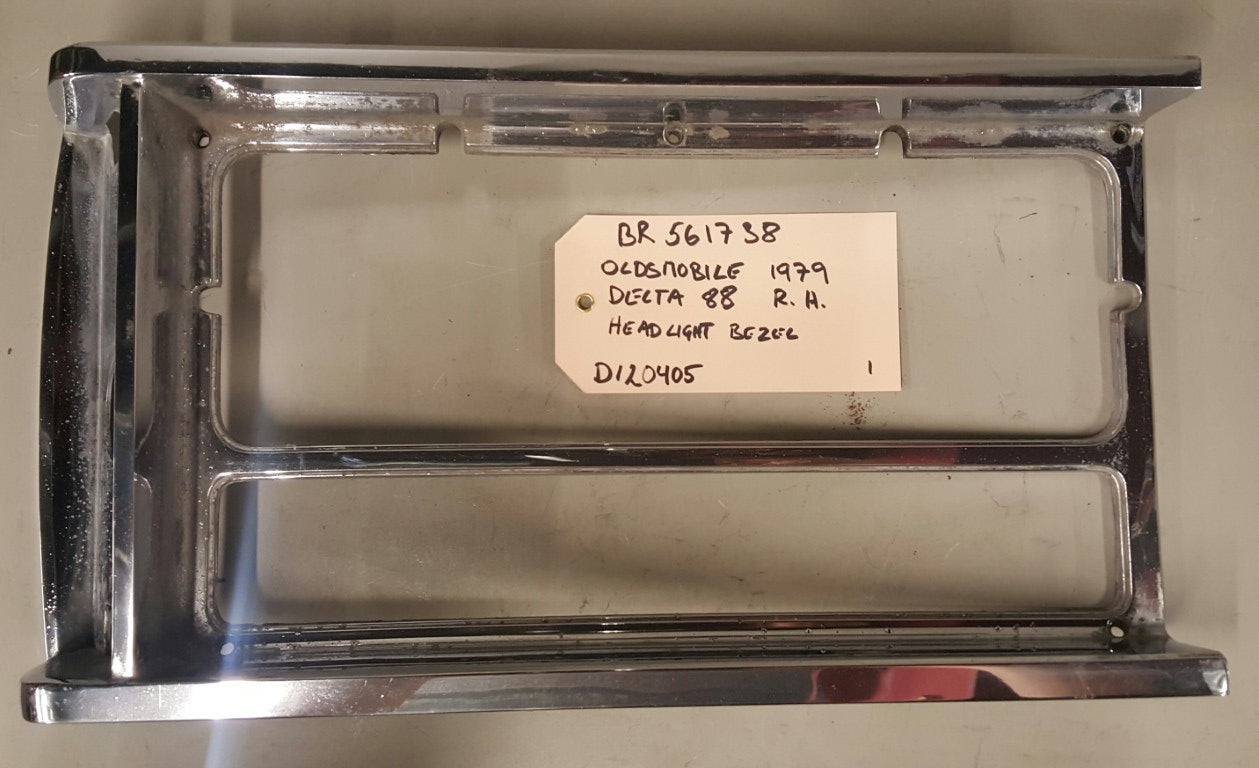 BR 561738
OLDSMOBILE 1979
DELTA 88 R.H.
HEADLIGHT BEZEL
D120405 1